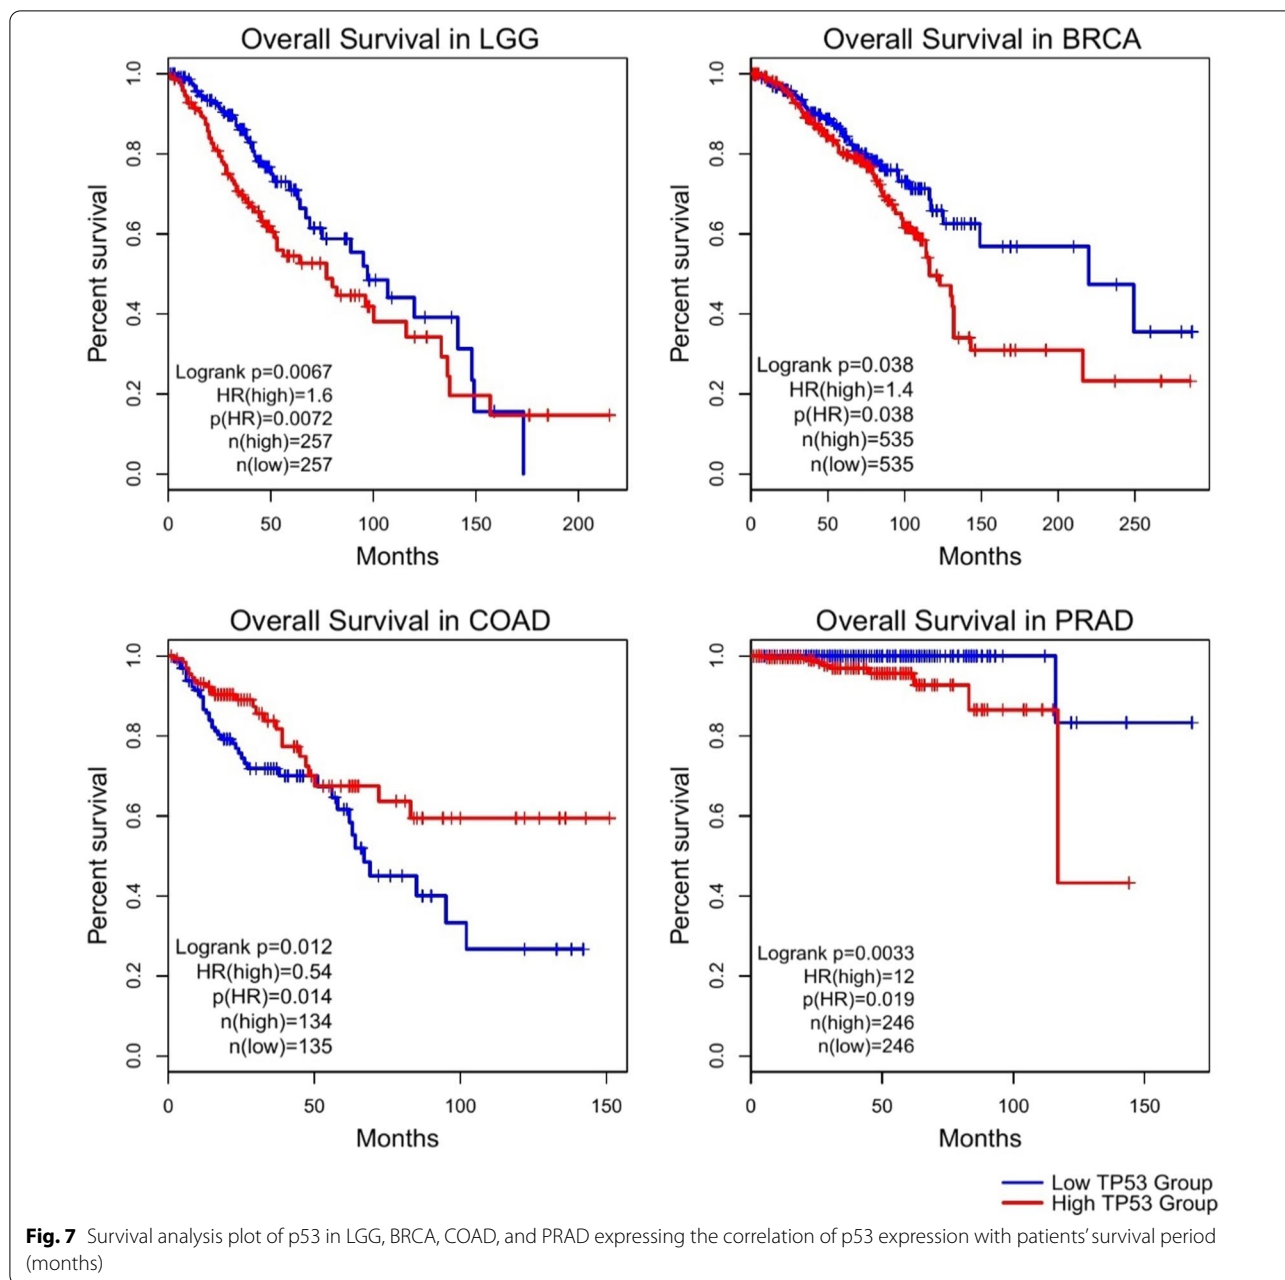 Overall Survival in LGG
Percent survival
1.0
0.8
0.6
0.4
0.2
0.0
Logrank p=0.0067
HR(high)=1.6
p(HR)=0.0072
n(high)=257
n(low)=257
0 50 100 150 200
Months
Overall Survival in BRCA
Percent survival
1.0
0.8
0.6
0.4
0.2
0.0
Logrank p=0.038
HR(high)=1.4
p(HR)=0.038
n(high)=535
n(low)=535
0 50 100 150 200 250
Months
Overall Survival in COAD
Percent survival
1.0
0.8
0.6
0.4
0.2
0.0
Logrank p=0.012
HR(high)=0.54
p(HR)=0.014
n(high)=134
n(low)=135
0 50 100 150
Months
Overall Survival in PRAD
Percent survival
1.0
0.8
0.6
0.4
0.2
0.0
Logrank p=0.0033
HR(high)=12
p(HR)=0.019
n(high)=246
n(low)=246
0 50 100 150
Months
Low TP53 Group
High TP53 Group
Fig. 7 Survival analysis plot of p53 in LGG, BRCA, COAD, and PRAD expressing the correlation of p53 expression with patients' survival period
(months)